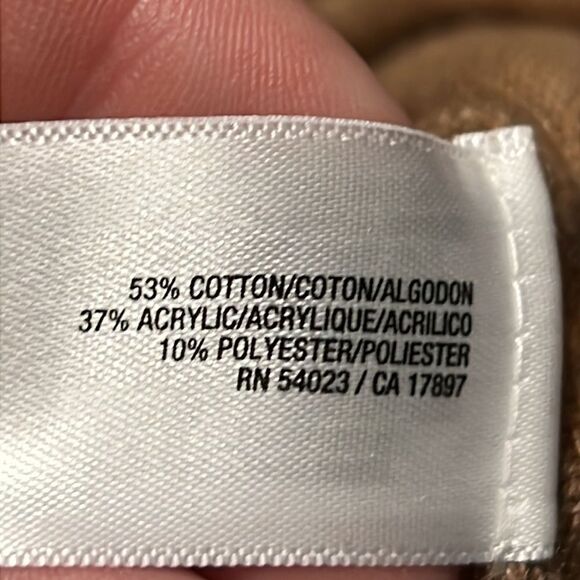 53% COTTON/COTON/ALGODON
37% ACRYLIC/ACRYLIQUE/ACRILICO
10% POLYESTER/POLIESTER
RN 54023 / CA 17897